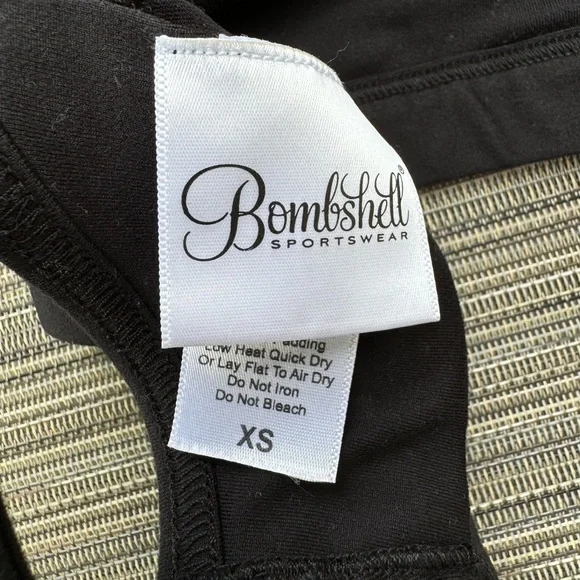 Bombshell®
SPORTSWEAR
Low Heat Quick Dry
Or Lay Flat To Air Dry
Do Not Iron
Do Not Bleach
XS